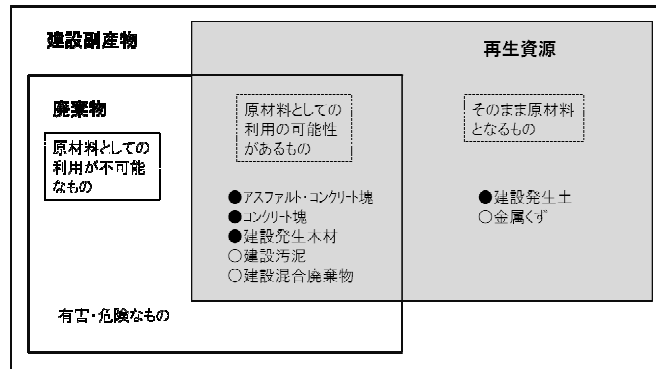 建設副産物
再生資源
廃棄物
原材料としての
利用が不可能
なもの
原材料としての
利用の可能性
があるもの
そのまま原材料
となるもの
●アスファルト・コンクリート塊
●コンクリート塊
●建設発生木材
○建設汚泥
○建設混合廃棄物
●建設発生土
○金属くず
有害・危険なもの